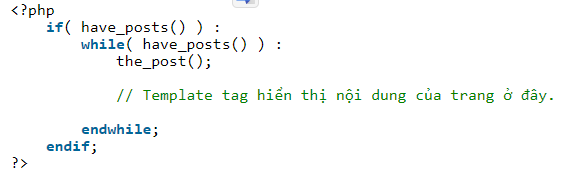 <?php
if( have_posts() ) :
while( have_posts() ) :
the_post();
// Template tag hiển thị nội dung của trang ở đây.
endwhile;
endif;
?>